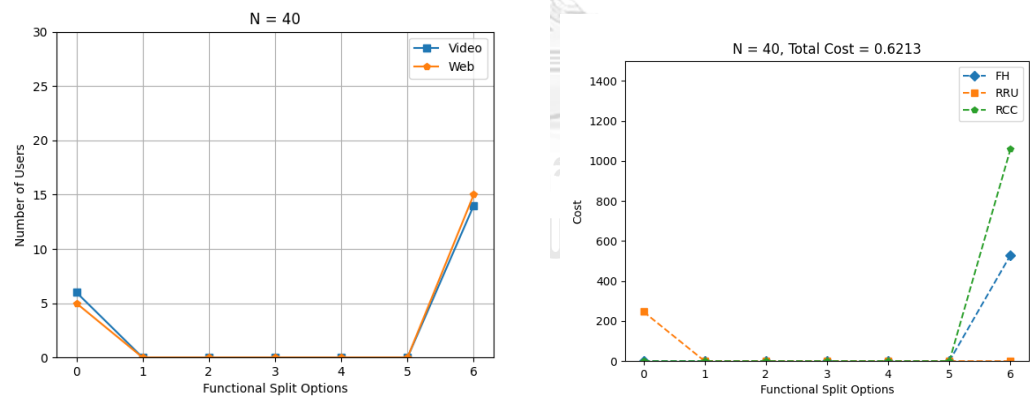 N = 40
Number of Users
30
25
20
15
10
5
0
Video
Web
0 1 2 3 4 5 6
Functional Split Options
N = 40, Total Cost = 0.6213
Cost
1400
1200
1000
800
600
400
200
0
FH
RRU
RCC
0 1 2 3 4 5 6
Functional Split Options